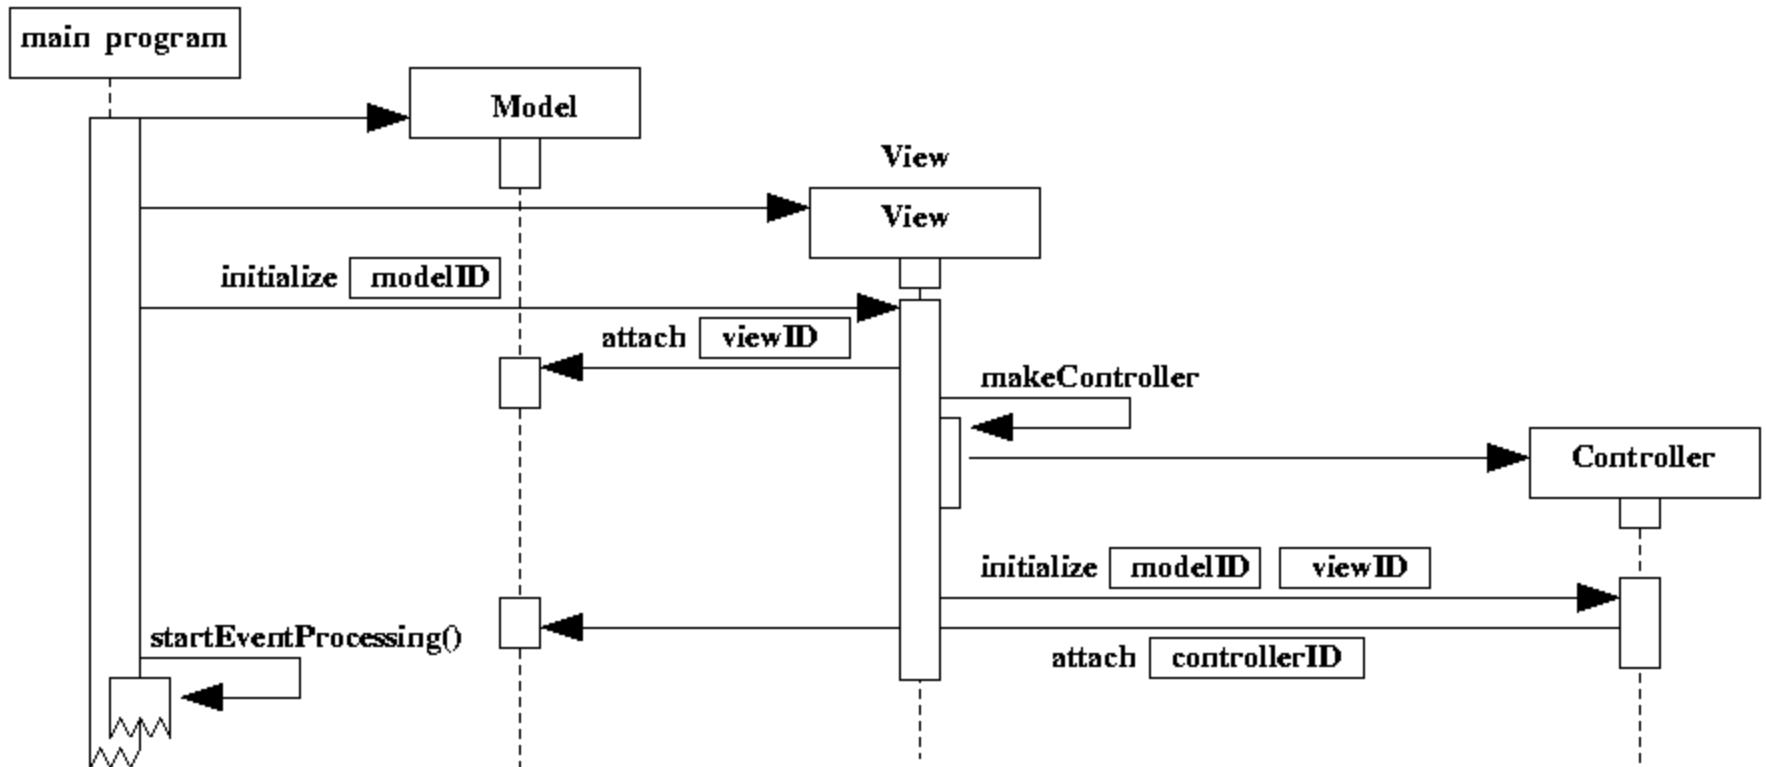 main program
Model
View
View
initialize modelID
attach viewID
makeController
Controller
initialize modelID viewID
startEventProcessing()
attach controllerID